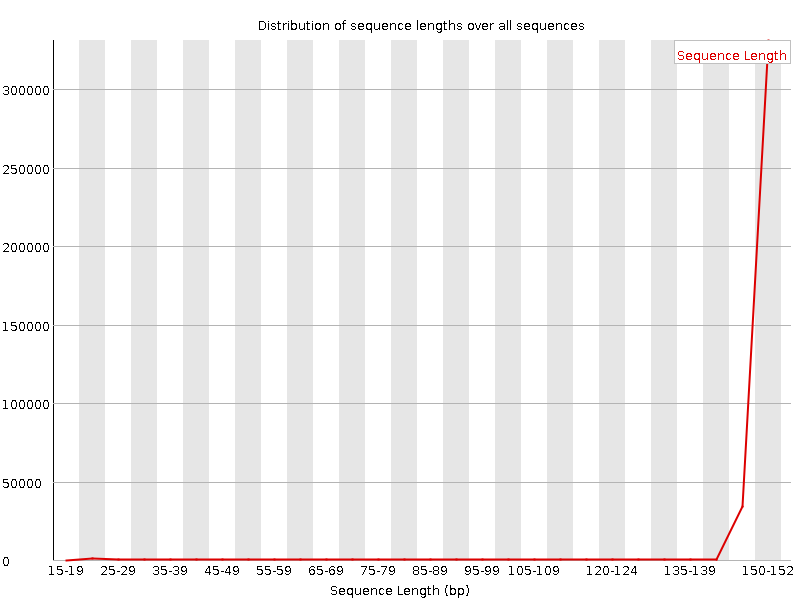 Distribution of sequence lengths over all sequences
Sequence Length
300000
250000
200000
150000
100000
50000
0
15-19 25-29 35-39 45-49 55-59 65-69 75-79 85-89 95-99 105-109 120-124 135-139 150-152
Sequence Length (bp)